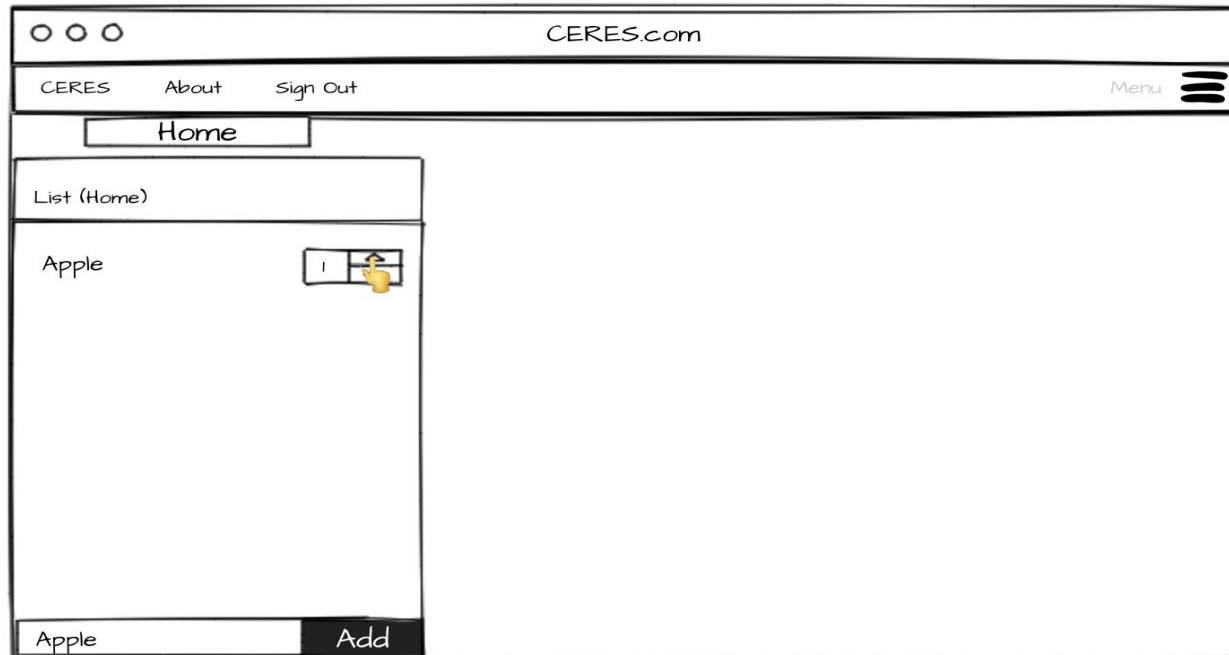 CERES.com
CERES About Sign Out Menu
Home
List (Home)
Apple 1
Apple Add